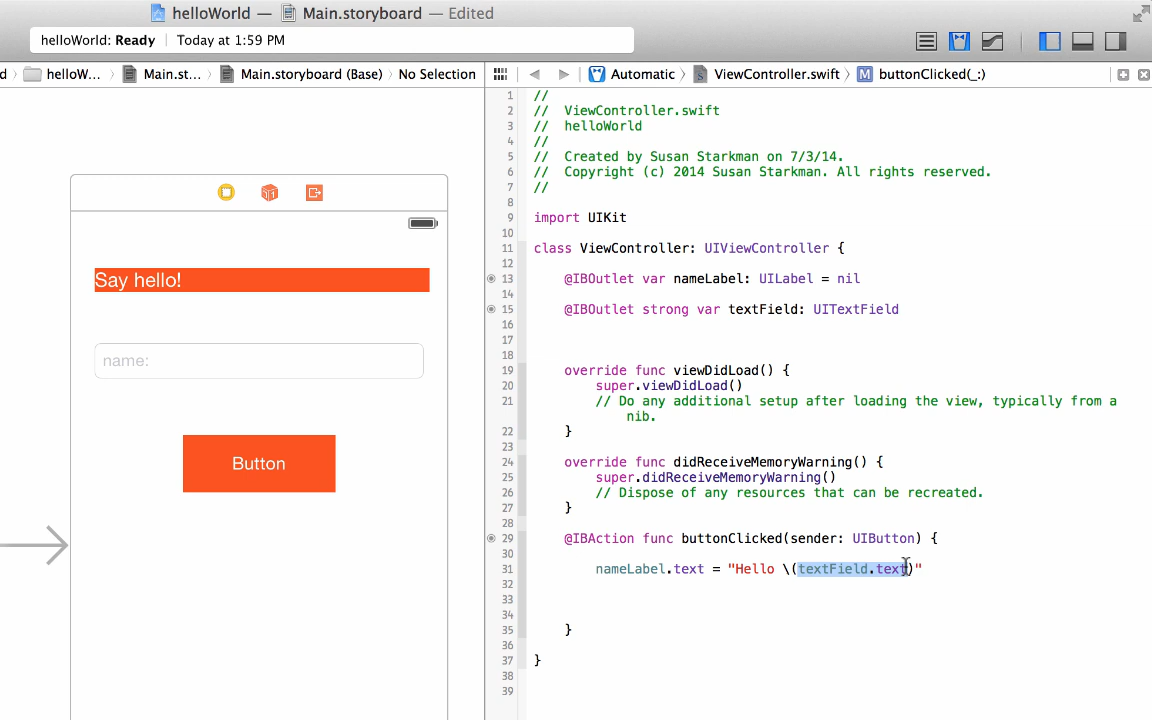 helloWorld — Main.storyboard — Edited
helloWorld: Ready | Today at 1:59 PM
d helloW... Main.st... Main.storyboard (Base) No Selection
Automatic ViewController.swift M buttonClicked(_:)
Say hello!
name:
Button
1 //
2 //  ViewController.swift
3 //  helloWorld
4 //
5 //  Created by Susan Starkman on 7/3/14.
6 //  Copyright (c) 2014 Susan Starkman. All rights reserved.
7 //
8
9 import UIKit
10
11 class ViewController: UIViewController {
12
13     @IBOutlet var nameLabel: UILabel = nil
14
15     @IBOutlet strong var textField: UITextField
16
17
18
19     override func viewDidLoad() {
20         super.viewDidLoad()
21         // Do any additional setup after loading the view, typically from a
nib.
22     }
23
24     override func didReceiveMemoryWarning() {
25         super.didReceiveMemoryWarning()
26         // Dispose of any resources that can be recreated.
27     }
28
29     @IBAction func buttonClicked(sender: UIButton) {
30
31         nameLabel.text = "Hello \(textField.text)"
32
33
34
35     }
36
37 }
38
39